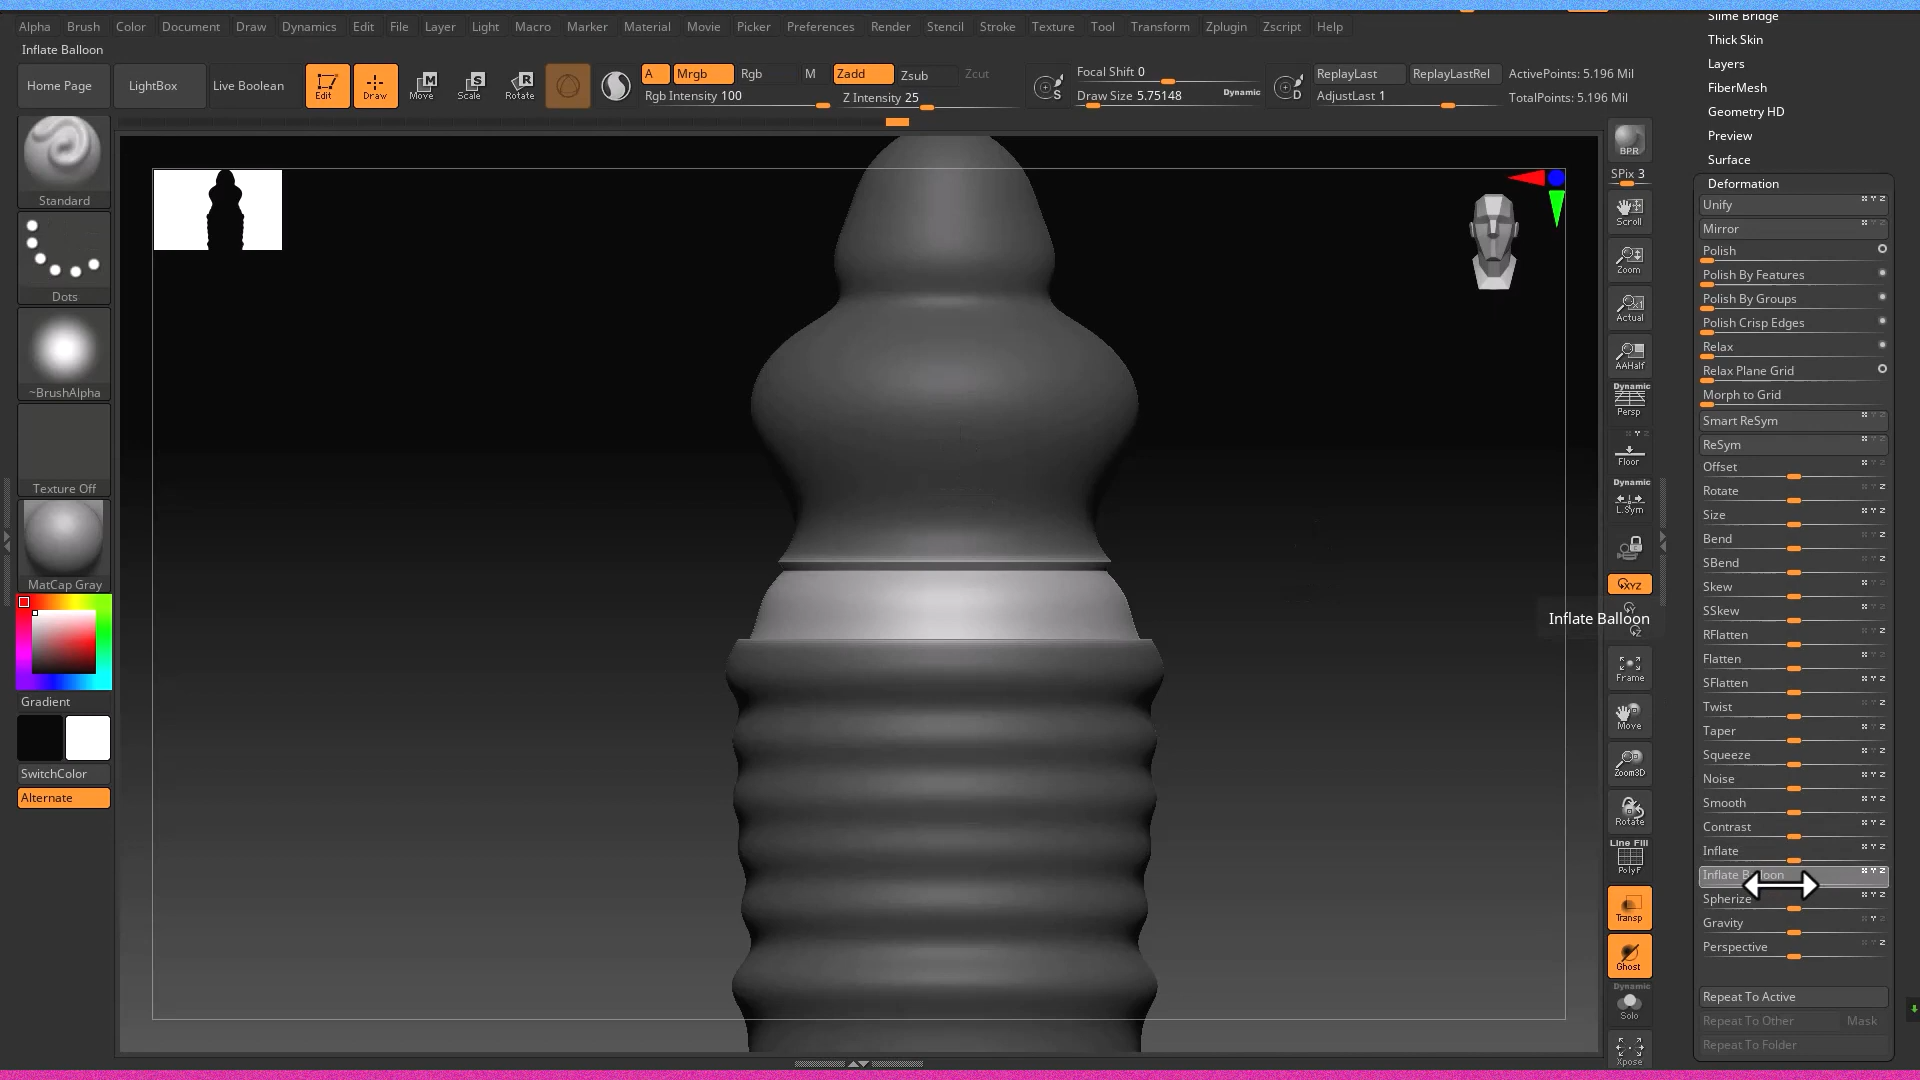 Alpha Brush Color Document Draw Dynamics Edit File Layer Light Macro Marker Material Movie Picker Preferences Render Stencil Stroke Texture Tool Transform Zplugin Zscript Help
Inflate Balloon
Home Page
LightBox
Live Boolean
Edit
Draw
Move
Scale
Rotate
A
Mrgb
Rgb
M
Rgb Intensity 100
Zadd
Zsub
Zcut
Z Intensity 25
S
Focal Shift 0
Draw Size 5.75148
Dynamic
D
ReplayLast
ReplayLastRel
AdjustLast 1
ActivePoints: 5.196 Mil
TotalPoints: 5.196 Mil
Standard
Dots
~BrushAlpha
Texture Off
MatCap Gray
Gradient
SwitchColor
Alternate
Inflate Balloon
BPR
SPix 3
Scroll
Zoom
Actual
AAHalf
Dynamic
Persp
Floor
Dynamic
L.Sym
XYZ
Y
Z
Frame
Move
Zoom3D
Rotate
Line Fill
PolyF
Transp
Ghost
Dynamic
Solo
Xpose
Slime Bridge
Thick Skin
Layers
FiberMesh
Geometry HD
Preview
Surface
Deformation
Unify
Mirror
Polish
Polish By Features
Polish By Groups
Polish Crisp Edges
Relax
Relax Plane Grid
Morph to Grid
Smart ReSym
ReSym
Offset
Rotate
Size
Bend
SBend
Skew
SSkew
RFlatten
Flatten
SFlatten
Twist
Taper
Squeeze
Noise
Smooth
Contrast
Inflate
Inflate Balloon
Spherize
Gravity
Perspective
Repeat To Active
Repeat To Other Mask
Repeat To Folder